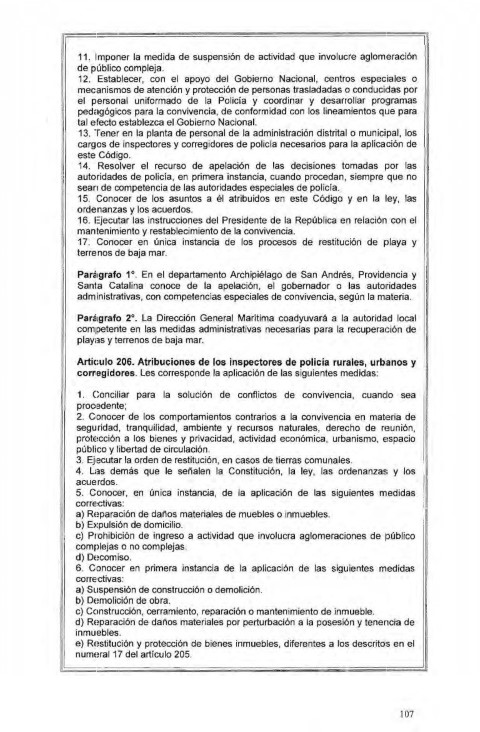 11. Imponer la medida de suspensión de actividad que involucre aglomeración
de público compleja.
12. Establecer, con el apoyo del Gobierno Nacional, centros especiales o
mecanismos de atención y protección de personas trasladadas o conducidas por
el personal uniformado de la Policía y coordinar y desarrollar programas
pedagógicos para la convivencia, de conformidad con los lineamientos que para
tal efecto establezca el Gobierno Nacional.
13. Tener en la planta de personal de la administración distrital o municipal, los
cargos de inspectores y corregidores de policía necesarios para la aplicación de
este Código.
14. Resolver el recurso de apelación de las decisiones tomadas por las
autoridades de policía, en primera instancia, cuando procedan, siempre que no
sean de competencia de las autoridades especiales de policía.
15. Conocer de los asuntos a él atribuidos en este Código y en la ley, las
ordenanzas y los acuerdos.
16. Ejecutar las instrucciones del Presidente de la República en relación con el
mantenimiento y restablecimiento de la convivencia.
17. Conocer en única instancia de los procesos de restitución de playa y
terrenos de baja mar.
Parágrafo 1°. En el departamento Archipiélago de San Andrés, Providencia y
Santa Catalina conoce de la apelación, el gobernador o las autoridades
administrativas, con competencias especiales de convivencia, según la materia.
Parágrafo 2°. La Dirección General Marítima coadyuvará a la autoridad local
competente en las medidas administrativas necesarias para la recuperación de
playas y terrenos de baja mar.
Artículo 206. Atribuciones de los inspectores de policía rurales, urbanos y
corregidores. Les corresponde la aplicación de las siguientes medidas:
1. Conciliar para la solución de conflictos de convivencia, cuando sea
procedente;
2. Conocer de los comportamientos contrarios a la convivencia en materia de
seguridad, tranquilidad, ambiente y recursos naturales, derecho de reunión,
protección a los bienes y privacidad, actividad económica, urbanismo, espacio
público y libertad de circulación.
3. Ejecutar la orden de restitución, en casos de tierras comunales.
4. Las demás que le señalen la Constitución, la ley, las ordenanzas y los
acuerdos.
5. Conocer, en única instancia, de la aplicación de las siguientes medidas
correctivas:
a) Reparación de daños materiales de muebles o inmuebles.
b) Expulsión de domicilio.
c) Prohibición de ingreso a actividad que involucra aglomeraciones de público
complejas o no complejas.
d) Decomiso.
6. Conocer en primera instancia de la aplicación de las siguientes medidas
correctivas:
a) Suspensión de construcción o demolición.
b) Demolición de obra.
c) Construcción, cerramiento, reparación o mantenimiento de inmueble.
d) Reparación de daños materiales por perturbación a la posesión y tenencia de
inmuebles.
e) Restitución y protección de bienes inmuebles, diferentes a los descritos en el
numeral 17 del artículo 205.
107